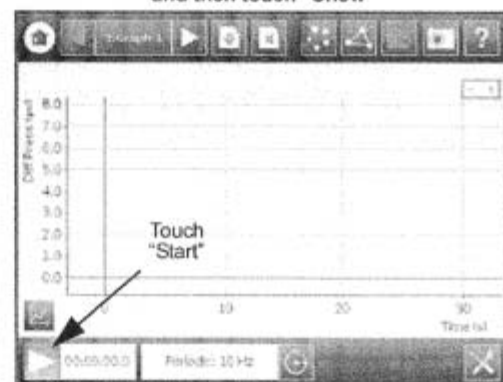 and then touch "Show"
1:Graph 1
?
Diff Press (psi)
8.0
7.0
6.0
5.0
4.0
3.0
2.0
1.0
0.0
Touch
"Start"
0
10
20
30
Time (s)
00:00:00.0
Periodic: 10 Hz